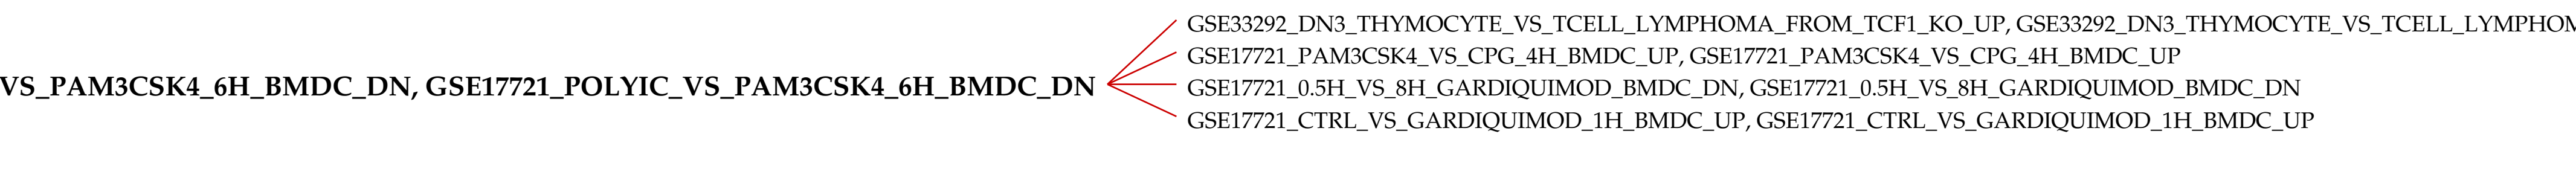 GSE33292_DN3_THYMOCYTE_VS_TCELL_LYMPHOMA_FROM_TCF1_KO_UP, GSE33292_DN3_THYMOCYTE_VS_TCELL_LYMPHOM
GSE17721_PAM3CSK4_VS_CPG_4H_BMDC_UP, GSE17721_PAM3CSK4_VS_CPG_4H_BMDC_UP
VS_PAM3CSK4_6H_BMDC_DN, GSE17721_POLYIC_VS_PAM3CSK4_6H_BMDC_DN
GSE17721_0.5H_VS_8H_GARDIQUIMOD_BMDC_DN, GSE17721_0.5H_VS_8H_GARDIQUIMOD_BMDC_DN
GSE17721_CTRL_VS_GARDIQUIMOD_1H_BMDC_UP, GSE17721_CTRL_VS_GARDIQUIMOD_1H_BMDC_UP